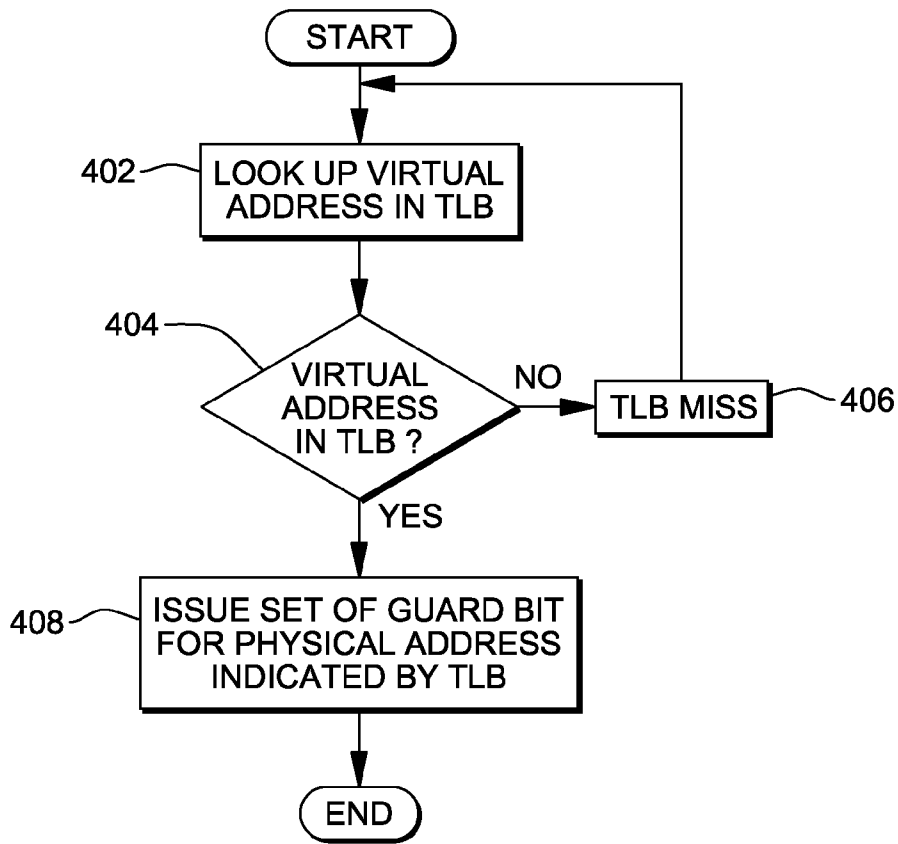 START
402
LOOK UP VIRTUAL
ADDRESS IN TLB
404
VIRTUAL
ADDRESS
IN TLB ?
NO
TLB MISS
406
YES
408
ISSUE SET OF GUARD BIT
FOR PHYSICAL ADDRESS
INDICATED BY TLB
END